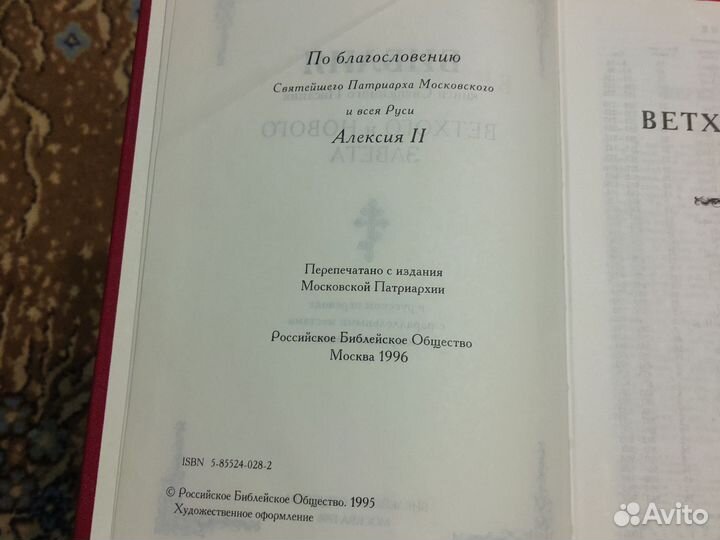 По благословению
Святейшего Патриарха Московского
и всея Руси
Алексия II
Перепечатано с издания
Московской Патриархии
Российское Библейское Общество
Москва 1996
ISBN 5-85524-028-2
© Российское Библейское Общество. 1995
Художественное оформление
ВЕТХ
Avito